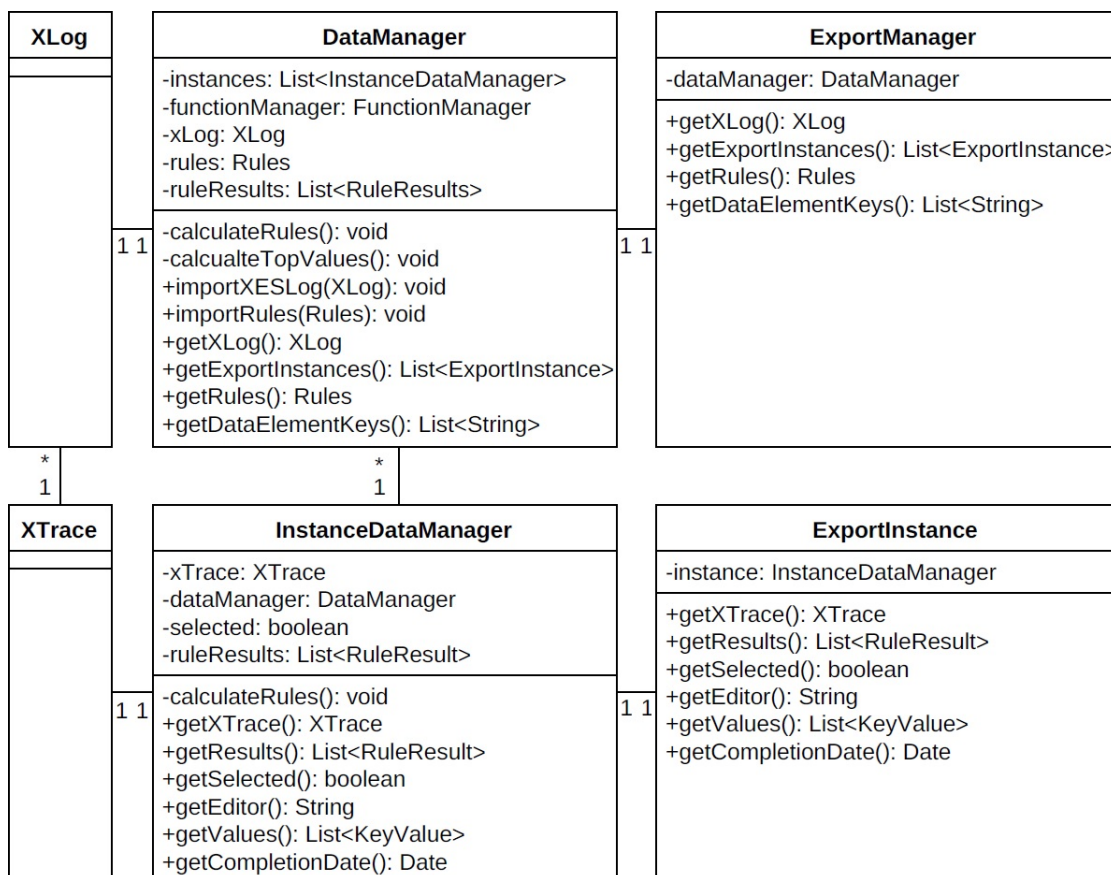 XLog
DataManager
-instances: List<InstanceDataManager>
-functionManager: FunctionManager
-xLog: XLog
-rules: Rules
-ruleResults: List<RuleResults>
-calculateRules(): void
-calcualteTopValues(): void
+importXESLog(XLog): void
+importRules(Rules): void
+getXLog(): XLog
+getExportInstances(): List<ExportInstance>
+getRules(): Rules
+getDataElementKeys(): List<String>
ExportManager
-dataManager: DataManager
+getXLog(): XLog
+getExportInstances(): List<ExportInstance>
+getRules(): Rules
+getDataElementKeys(): List<String>
1 1
1 1
*
1
*
1
XTrace
InstanceDataManager
-xTrace: XTrace
-dataManager: DataManager
-selected: boolean
-ruleResults: List<RuleResult>
-calculateRules(): void
+getXTrace(): XTrace
+getResults(): List<RuleResult>
+getSelected(): boolean
+getEditor(): String
+getValues(): List<KeyValue>
+getCompletionDate(): Date
ExportInstance
-instance: InstanceDataManager
+getXTrace(): XTrace
+getResults(): List<RuleResult>
+getSelected(): boolean
+getEditor(): String
+getValues(): List<KeyValue>
+getCompletionDate(): Date
1 1
1 1